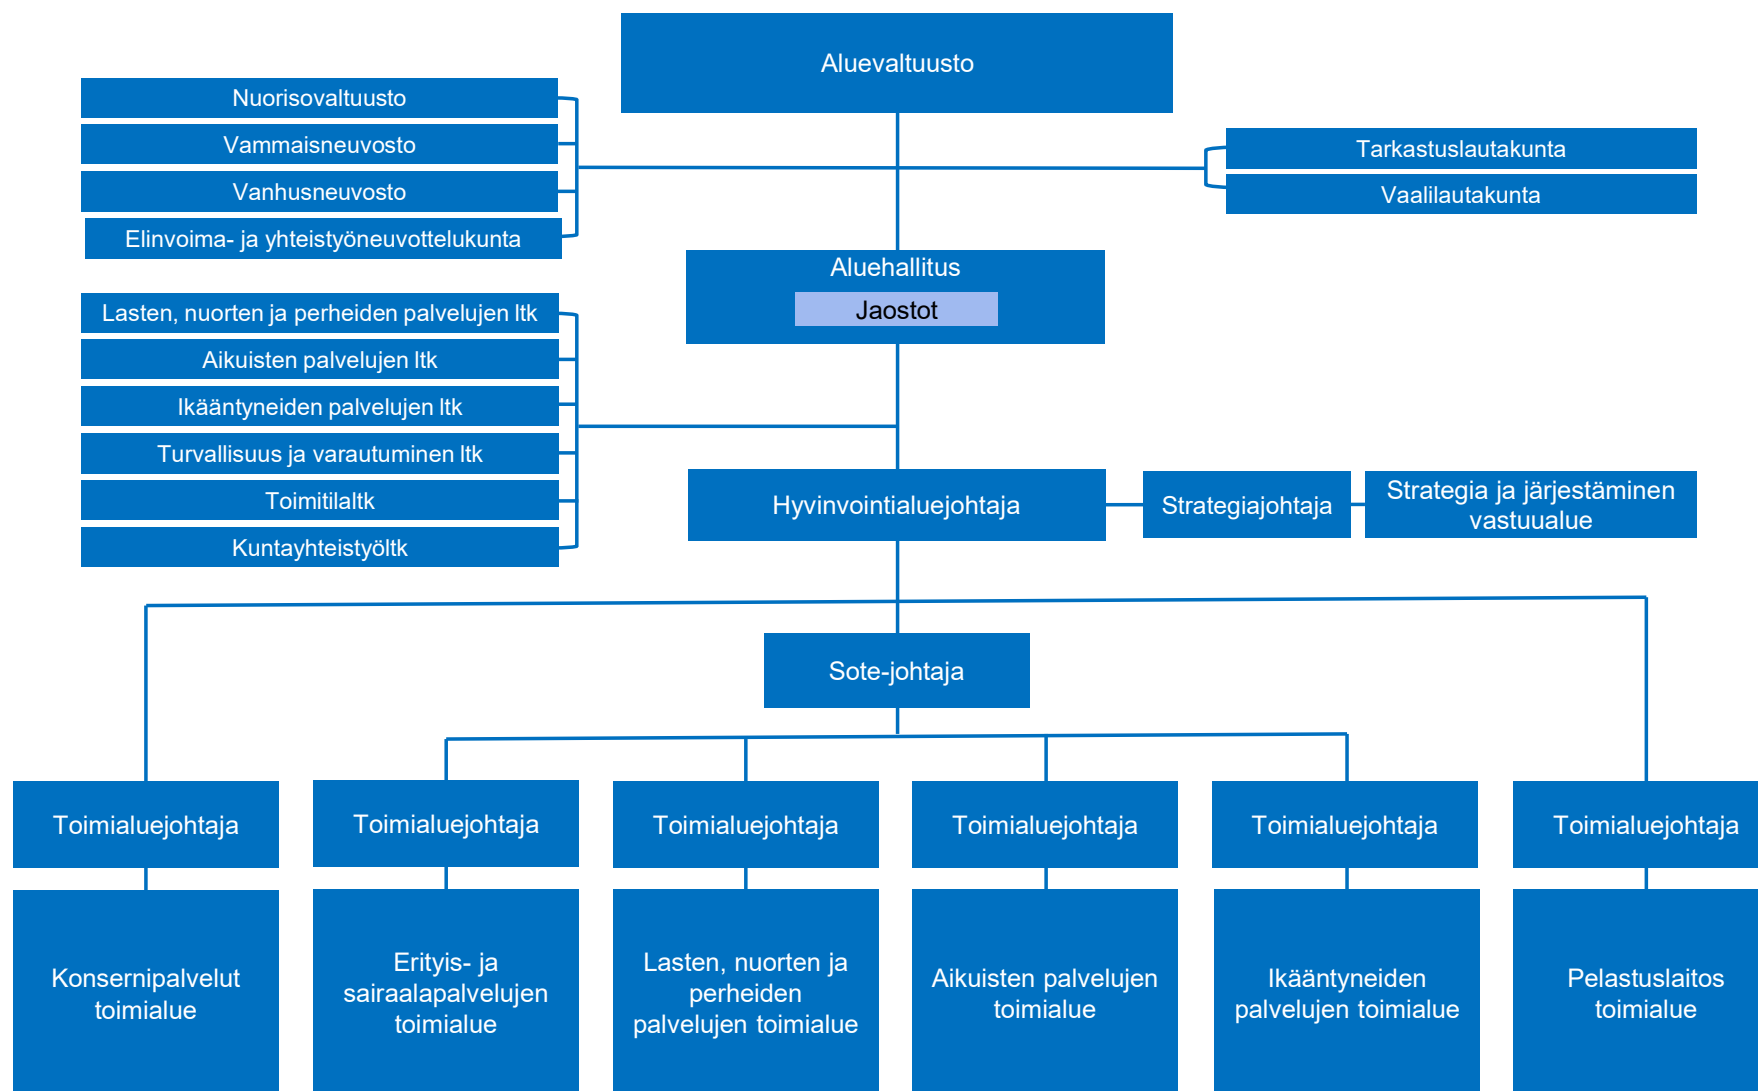 Aluevaltuusto
Nuorisovaltuusto
Vammaisneuvosto
Vanhusneuvosto
Elinvoima- ja yhteistyöneuvottelukunta
Tarkastuslautakunta
Vaalilautakunta
Aluehallitus
Jaostot
Lasten, nuorten ja perheiden palvelujen ltk
Aikuisten palvelujen ltk
Ikääntyneiden palvelujen ltk
Turvallisuus ja varautuminen ltk
Toimitilaltk
Kuntayhteistyöltk
Hyvinvointialuejohtaja
Strategiajohtaja
Strategia ja järjestäminen
vastuualue
Sote-johtaja
Toimialuejohtaja
Toimialuejohtaja
Toimialuejohtaja
Toimialuejohtaja
Toimialuejohtaja
Toimialuejohtaja
Konsernipalvelut
toimialue
Erityis- ja
sairaalapalvelujen
toimialue
Lasten, nuorten ja
perheiden
palvelujen toimialue
Aikuisten palvelujen
toimialue
Ikääntyneiden
palvelujen toimialue
Pelastuslaitos
toimialue